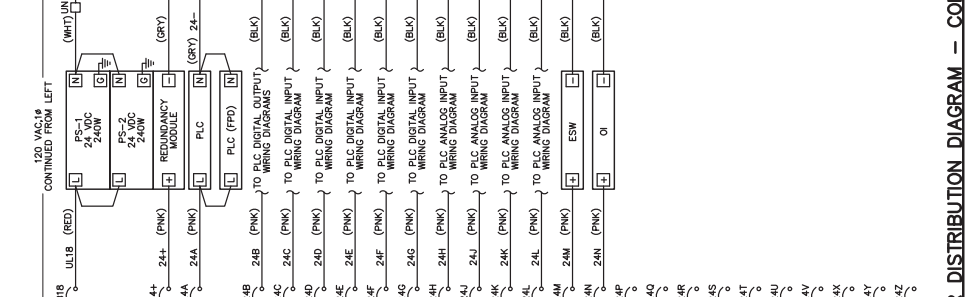 120 VAC,1ø
CONTINUED FROM LEFT
UL18 (RED) L PS-1 24 VDC 240W G N (WHT)
L PS-2 24 VDC 240W G N
24+ (PNK) + REDUNDANCY MODULE - (GRY)
24A (PNK) L PLC N (GRY) 24-
L PLC (FPD) N
24B (PNK) TO PLC DIGITAL OUTPUT WIRING DIAGRAMS (BLK)
24C (PNK) TO PLC DIGITAL INPUT WIRING DIAGRAM (BLK)
24D (PNK) TO PLC DIGITAL INPUT WIRING DIAGRAM (BLK)
24E (PNK) TO PLC DIGITAL INPUT WIRING DIAGRAM (BLK)
24F (PNK) TO PLC DIGITAL INPUT WIRING DIAGRAM (BLK)
24G (PNK) TO PLC DIGITAL INPUT WIRING DIAGRAM (BLK)
24H (PNK) TO PLC ANALOG INPUT WIRING DIAGRAM (BLK)
24J (PNK) TO PLC ANALOG INPUT WIRING DIAGRAM (BLK)
24K (PNK) TO PLC ANALOG INPUT WIRING DIAGRAM (BLK)
24L (PNK) TO PLC ANALOG INPUT WIRING DIAGRAM (BLK)
24M (PNK) + ESW - (BLK)
24N (PNK) + OI - (BLK)
DISTRIBUTION DIAGRAM -